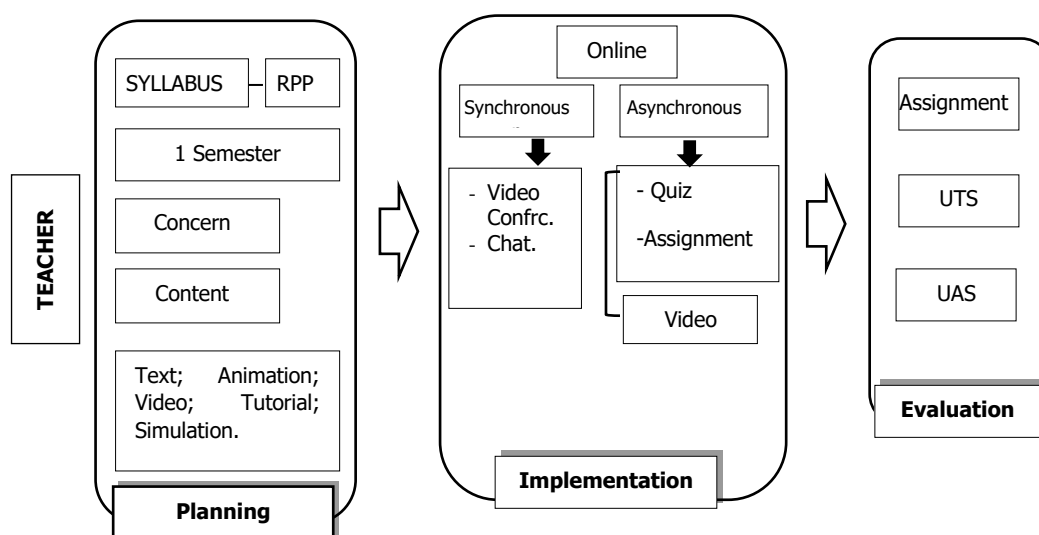 TEACHER
SYLLABUS
RPP
1 Semester
Concern
Content
Text; Animation;
Video; Tutorial;
Simulation.
Planning
Online
Synchronous
Asynchronous
- Video
Confrc.
- Chat.
- Quiz
-Assignment
Video
Implementation
Assignment
UTS
UAS
Evaluation